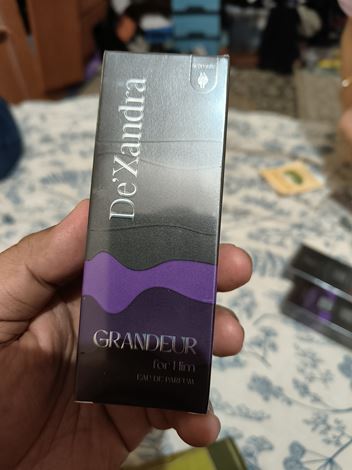 De'Xandra
GRANDEUR
for Him
EAU DE PARFUM